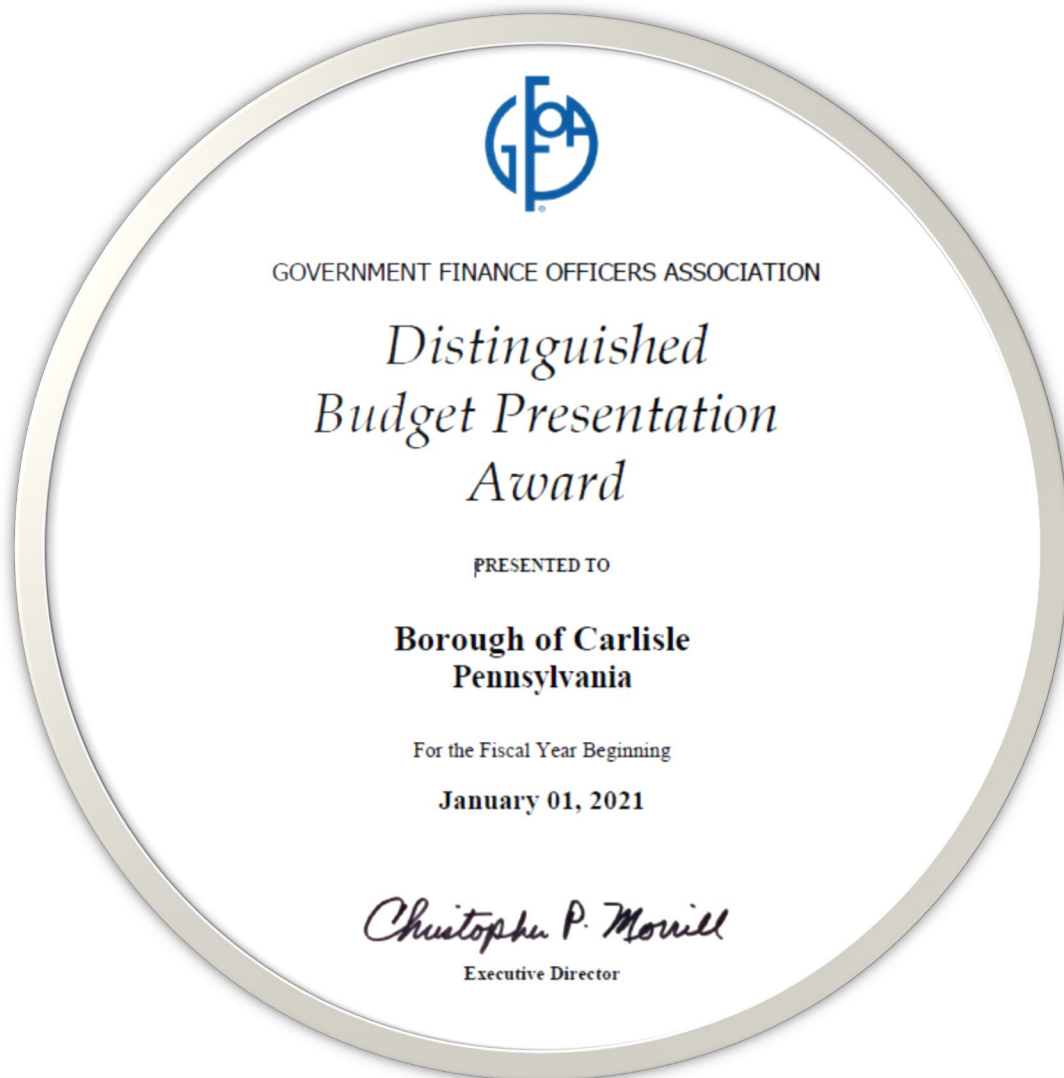 GFOA
GOVERNMENT FINANCE OFFICERS ASSOCIATION
Distinguished
Budget Presentation
Award
PRESENTED TO
Borough of Carlisle
Pennsylvania
For the Fiscal Year Beginning
January 01, 2021
Christopher P. Morrill
Executive Director